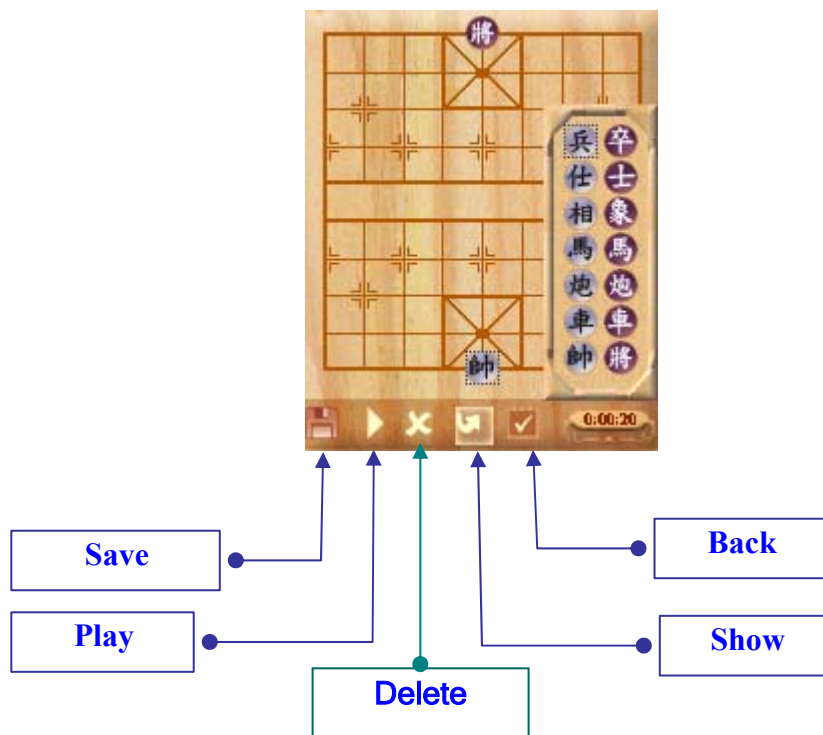 將
兵 卒
仕 士
相 象
馬 馬
炮 炮
車 車
帥 將
帥
0:00:20
Save
Back
Play
Show
Delete